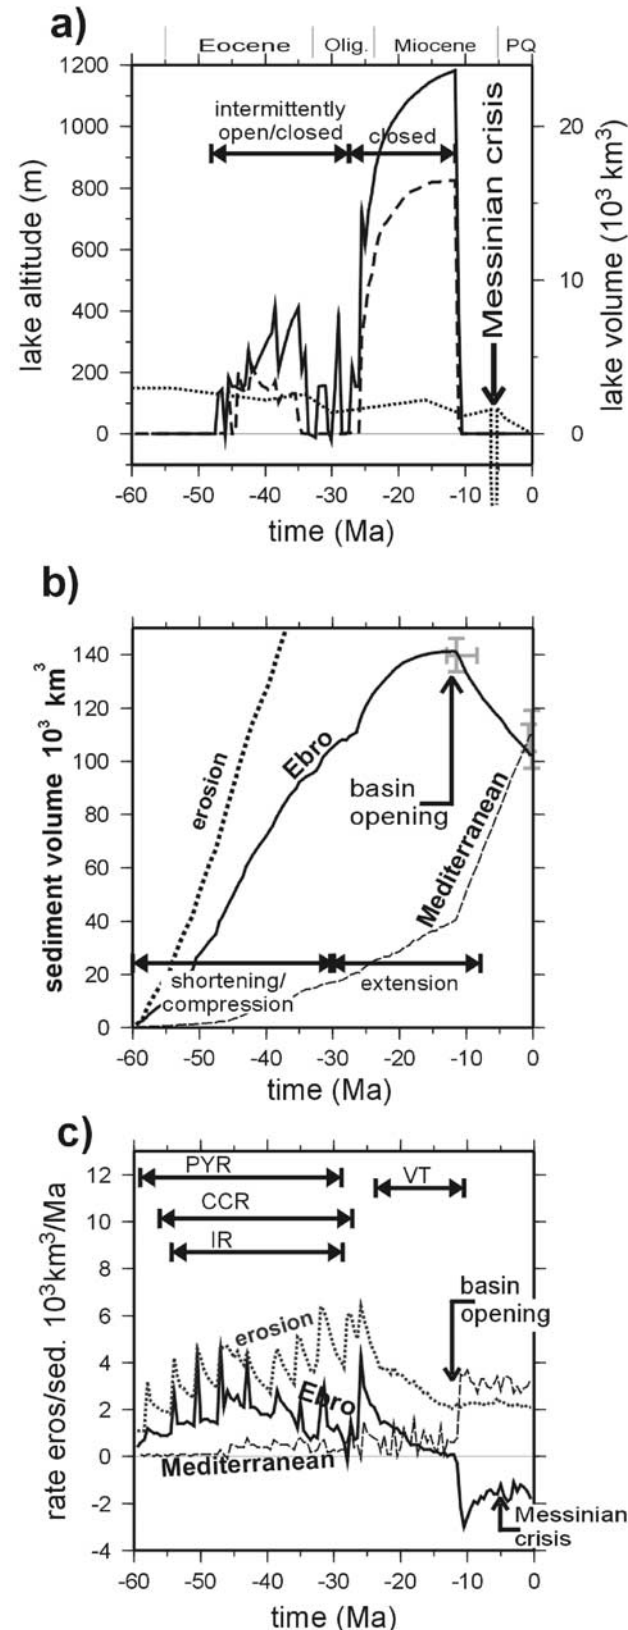 a)
Eocene Olig. Miocene PQ
1200
1000
800
600
400
200
0
lake altitude (m)
intermittently
open/closed
closed
Messinian crisis
20
10
0
lake volume (10³ km3)
-60 -50 -40 -30 -20 -10 0
time (Ma)
b)
140
120
100
80
60
40
20
0
sediment volume 10³ km³
erosion
Ebro
basin
opening
Mediterranean
shortening/
compression
extension
-60 -50 -40 -30 -20 -10 0
time (Ma)
c)
12
10
8
6
4
2
0
-2
-4
rate eros/sed. 10³km³/Ma
PYR
VT
CCR
IR
basin
opening
erosion
Ebro
Mediterranean
Messinian
crisis
-60 -50 -40 -30 -20 -10 0
time (Ma)